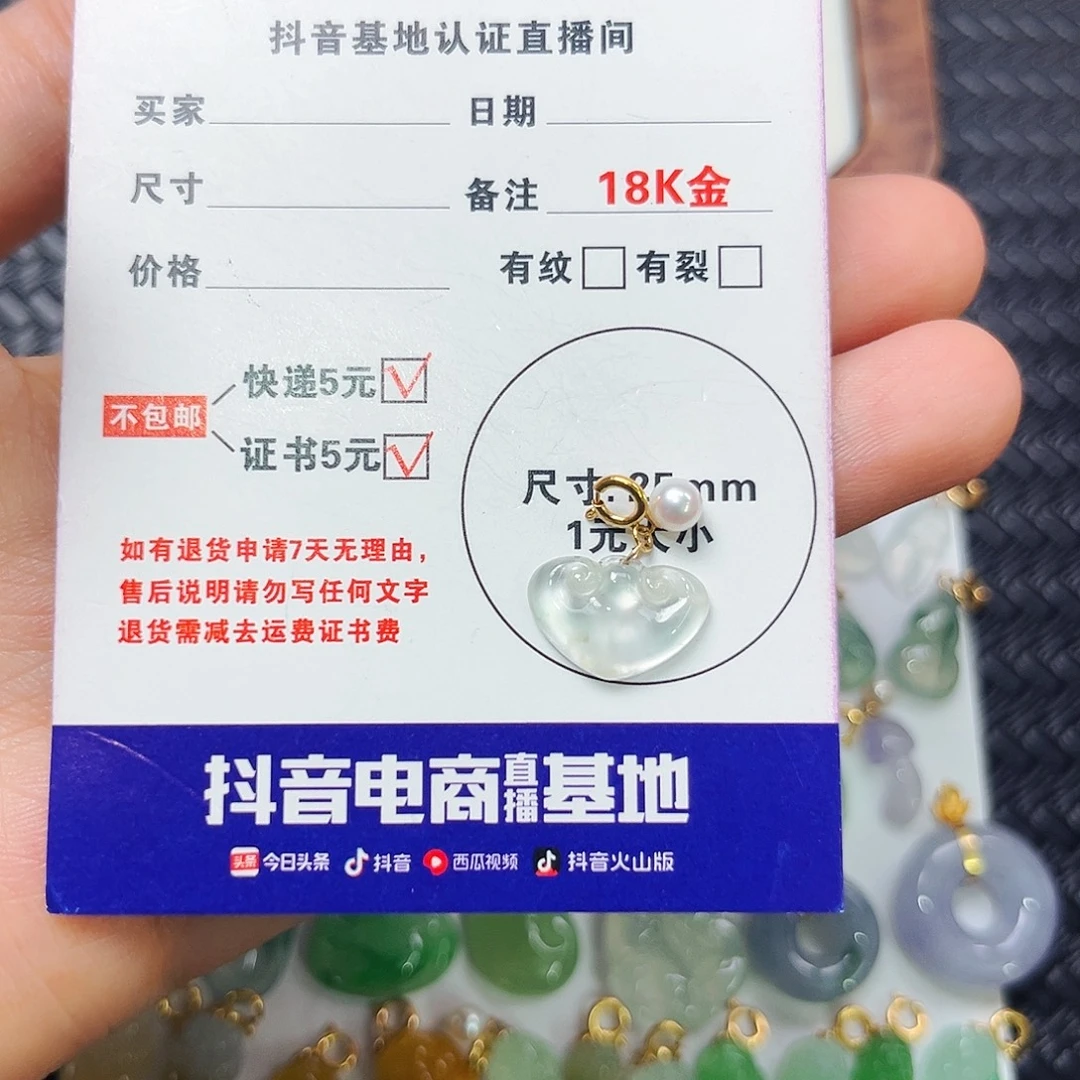 抖音基地认证直播间
买家 日期
尺寸 备注 18K金
价格 有纹 有裂
快递5元
不包邮
证书5元
尺寸:25mm
1元大小
如有退货申请7天无理由,
售后说明请勿写任何文字
退货需减去运费证书费
抖音电商直播基地
头条 今日头条 抖音 西瓜视频 抖音火山版